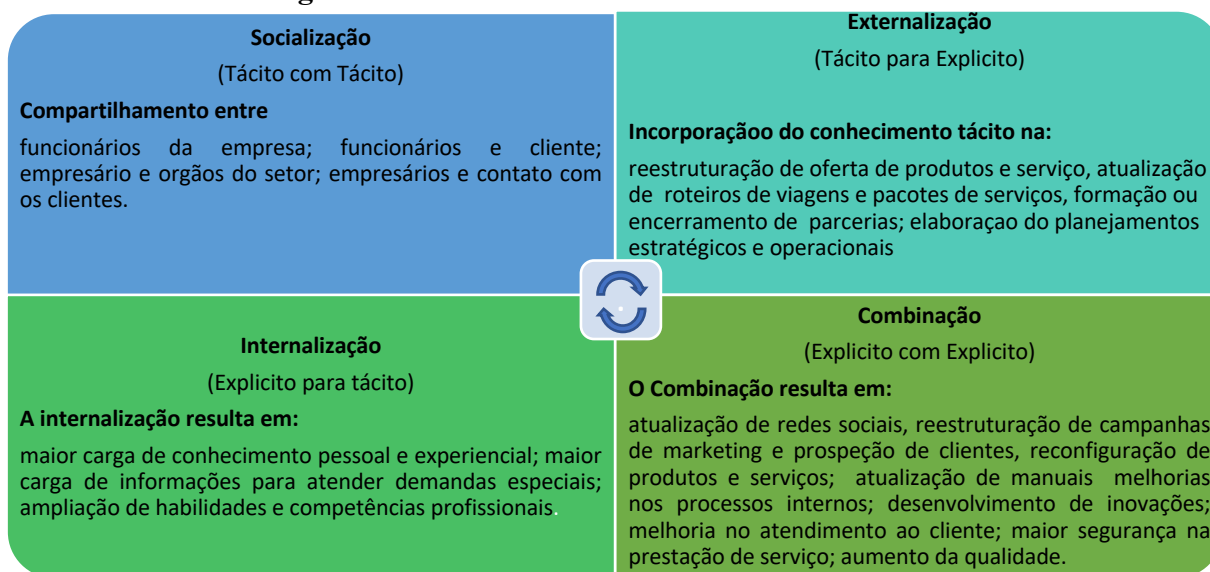 Socialização
(Tácito com Tácito)
Compartilhamento entre
funcionários da empresa; funcionários e cliente;
empresário e orgãos do setor; empresários e contato com
os clientes.
Externalização
(Tácito para Explicito)
Incorporaçãoo do conhecimento tácito na:
reestruturação de oferta de produtos e serviço, atualização
de roteiros de viagens e pacotes de serviços, formação ou
encerramento de parcerias; elaboraçao do planejamentos
estratégicos e operacionais
Internalização
(Explicito para tácito)
A internalização resulta em:
maior carga de conhecimento pessoal e experiencial; maior
carga de informações para atender demandas especiais;
ampliação de habilidades e competências profissionais.
Combinação
(Explicito com Explicito)
O Combinação resulta em:
atualização de redes sociais, reestruturação de campanhas
de marketing e prospeção de clientes, reconfiguração de
produtos e serviços; atualização de manuais melhorias
nos processos internos; desenvolvimento de inovações;
melhoria no atendimento ao cliente; maior segurança na
prestação de serviço; aumento da qualidade.